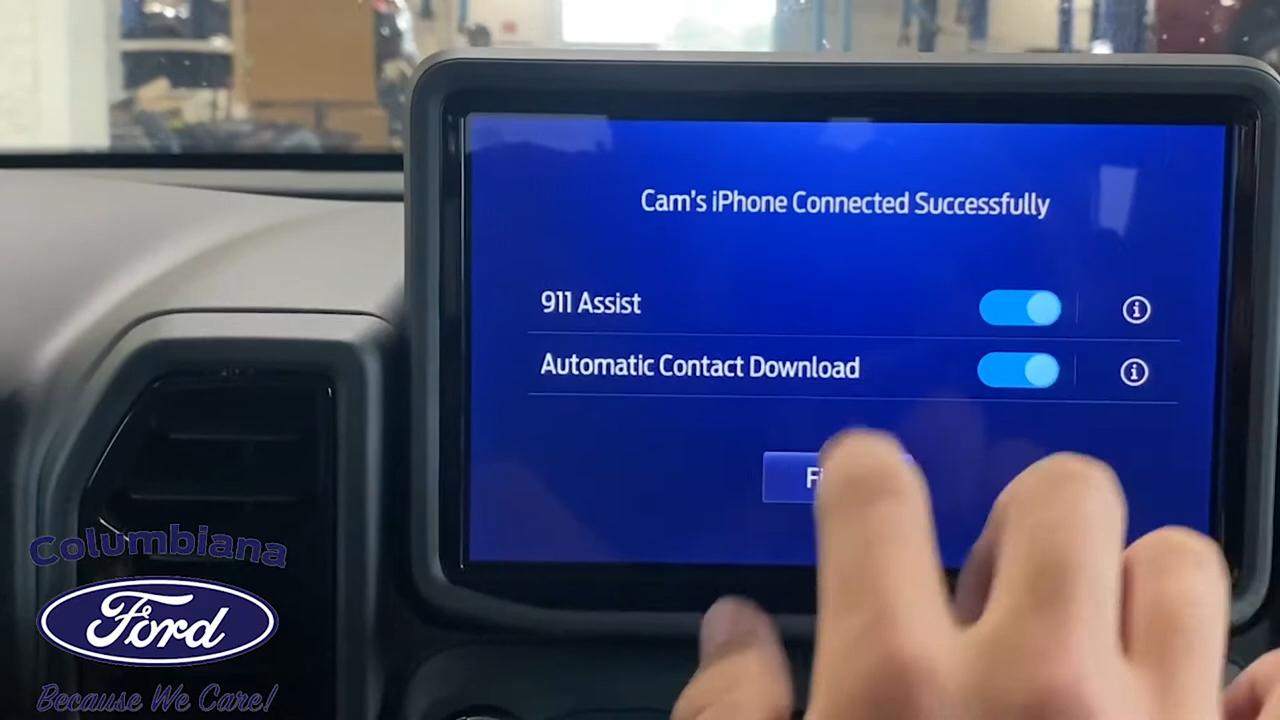 Cam's iPhone Connected Successfully
911 Assist
Automatic Contact Download
Columbiana
Ford
Because We Care!